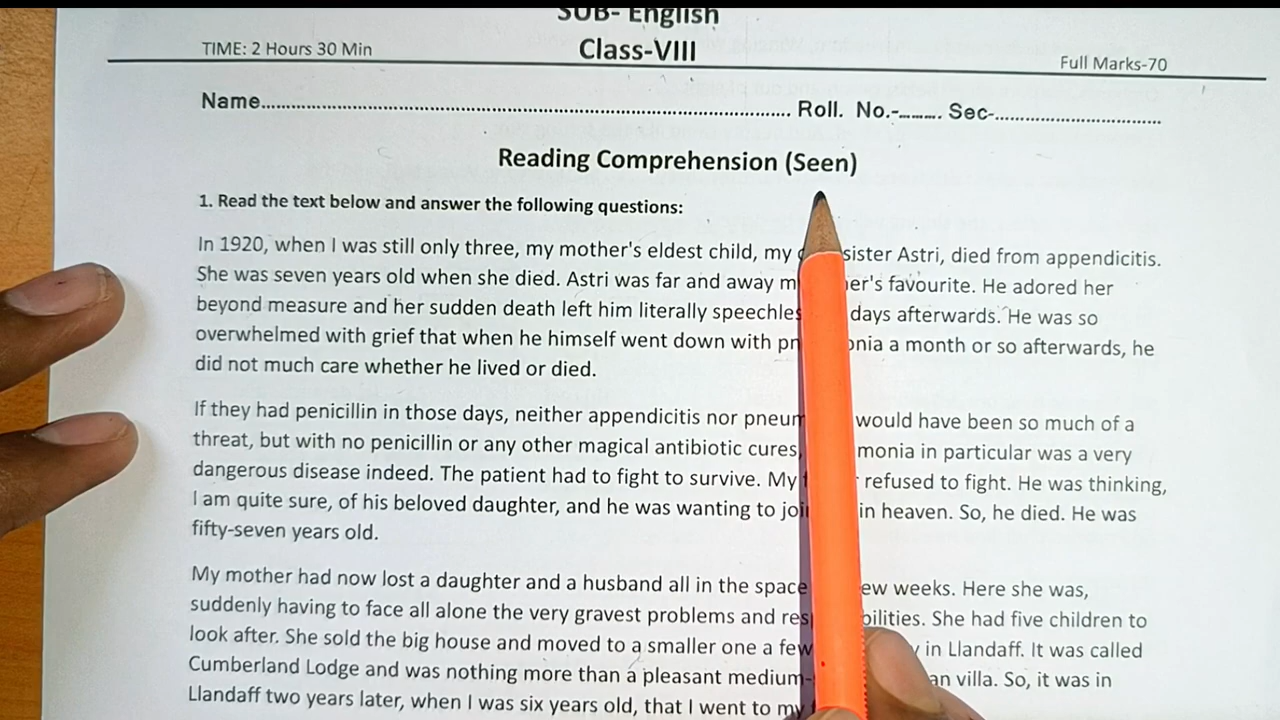 SUB- English
TIME: 2 Hours 30 Min
Class-VIII
Full Marks-70
Name.......................................................................................... Roll. No.-......... Sec-....................................
Reading Comprehension (Seen)
1. Read the text below and answer the following questions:
In 1920, when I was still only three, my mother's eldest child, my sister Astri, died from appendicitis.
She was seven years old when she died. Astri was far and away favourite. He adored her
beyond measure and her sudden death left him literally days afterwards. He was so
overwhelmed with grief that when he himself went down with a month or so afterwards, he
did not much care whether he lived or died.
If they had penicillin in those days, neither appendicitis nor would have been so much of a
threat, but with no penicillin or any other magical antibiotic cures, in particular was a very
dangerous disease indeed. The patient had to fight to survive. My refused to fight. He was thinking,
I am quite sure, of his beloved daughter, and he was wanting to in heaven. So, he died. He was
fifty-seven years old.
My mother had now lost a daughter and a husband all in the space weeks. Here she was,
suddenly having to face all alone the very gravest problems and She had five children to
look after. She sold the big house and moved to a smaller one a few in Llandaff. It was called
Cumberland Lodge and was nothing more than a pleasant villa. So, it was in
Llandaff two years later, when I was six years old, that I went to my